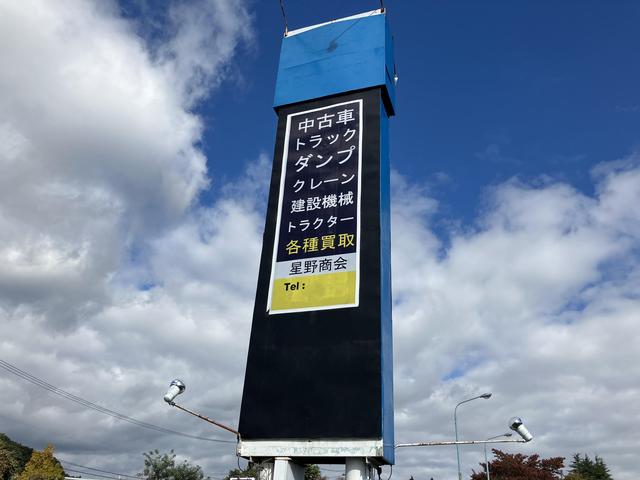 中古車
トラック
ダンプ
クレーン
建設機械
トラクター
各種買取
星野商会
Tel :